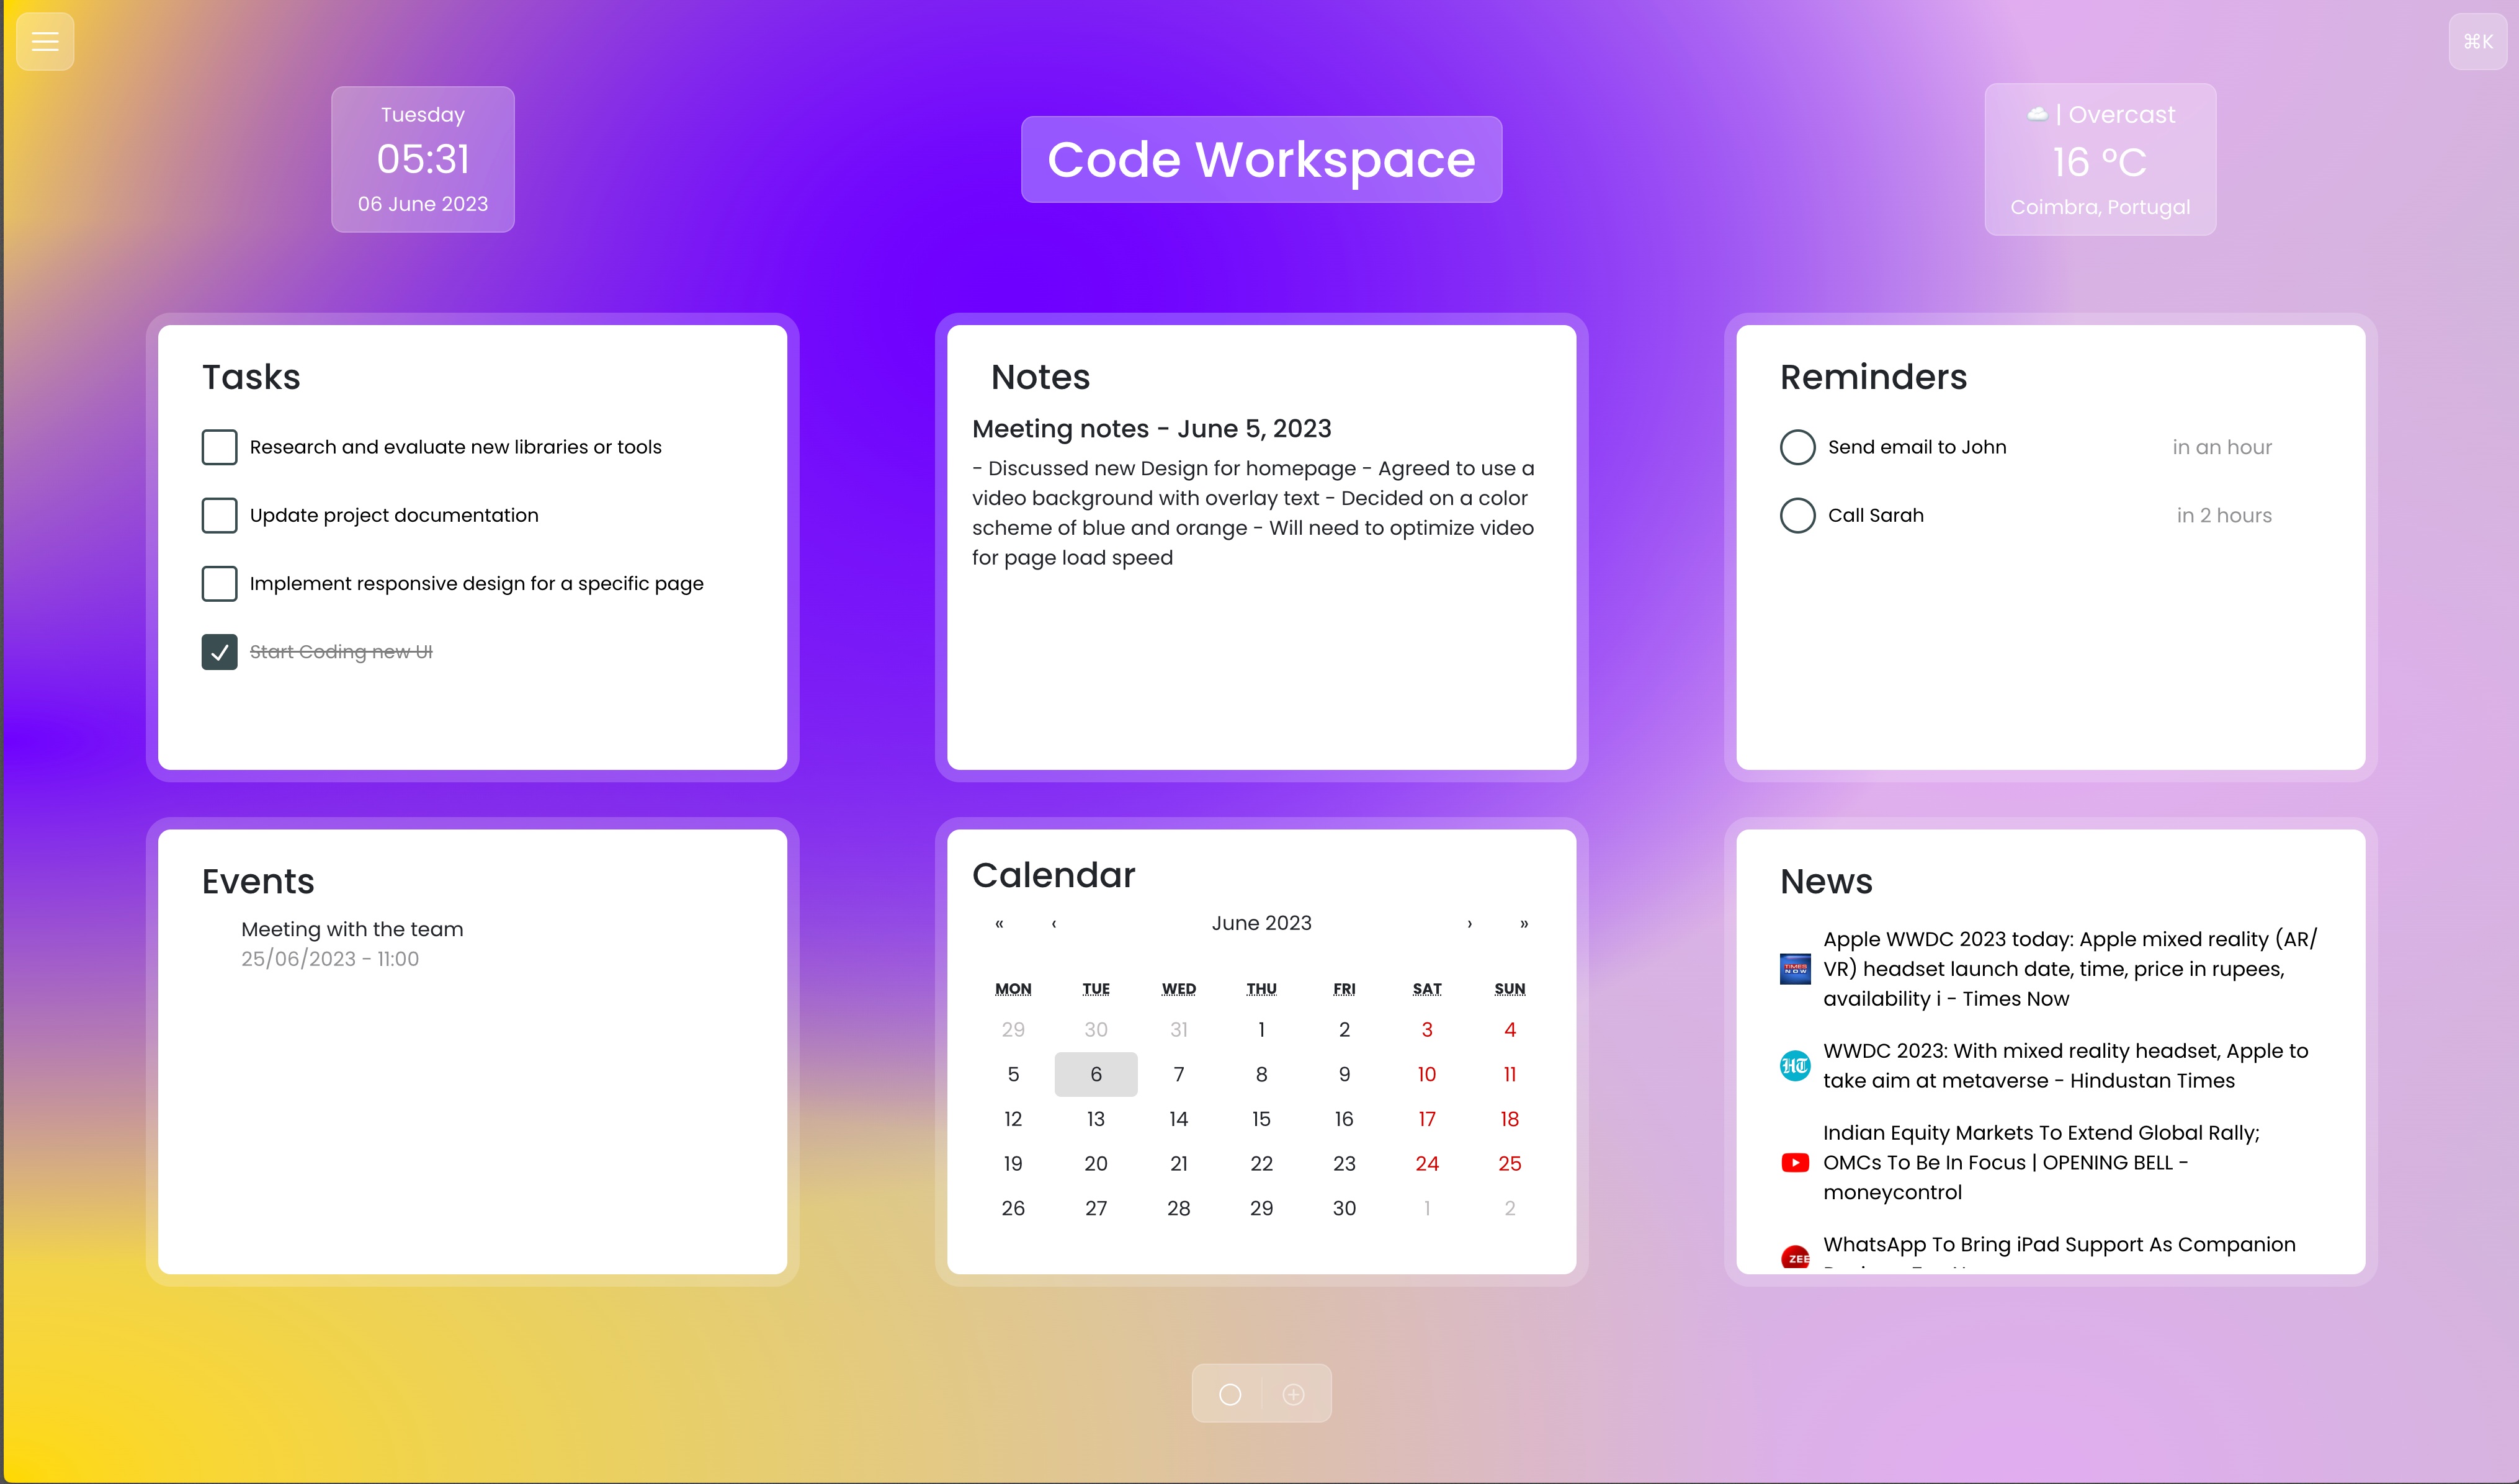 ⌘K
Tuesday
05:31
06 June 2023
Code Workspace
| Overcast
16 ºC
Coimbra, Portugal
Tasks
Research and evaluate new libraries or tools
Update project documentation
Implement responsive design for a specific page
Start Coding new UI
Notes
Meeting notes - June 5, 2023
- Discussed new Design for homepage - Agreed to use a
video background with overlay text - Decided on a color
scheme of blue and orange - Will need to optimize video
for page load speed
Reminders
Send email to John in an hour
Call Sarah in 2 hours
Events
Meeting with the team
25/06/2023 - 11:00
Calendar
« ‹ June 2023 › »
MON TUE WED THU FRI SAT SUN
29 30 31 1 2 3 4
5 6 7 8 9 10 11
12 13 14 15 16 17 18
19 20 21 22 23 24 25
26 27 28 29 30 1 2
News
Apple WWDC 2023 today: Apple mixed reality (AR/
VR) headset launch date, time, price in rupees,
availability i - Times Now
TIMES
NOW
WWDC 2023: With mixed reality headset, Apple to
take aim at metaverse - Hindustan Times
HT
Indian Equity Markets To Extend Global Rally;
OMCs To Be In Focus | OPENING BELL -
moneycontrol
WhatsApp To Bring iPad Support As Companion
ZEE